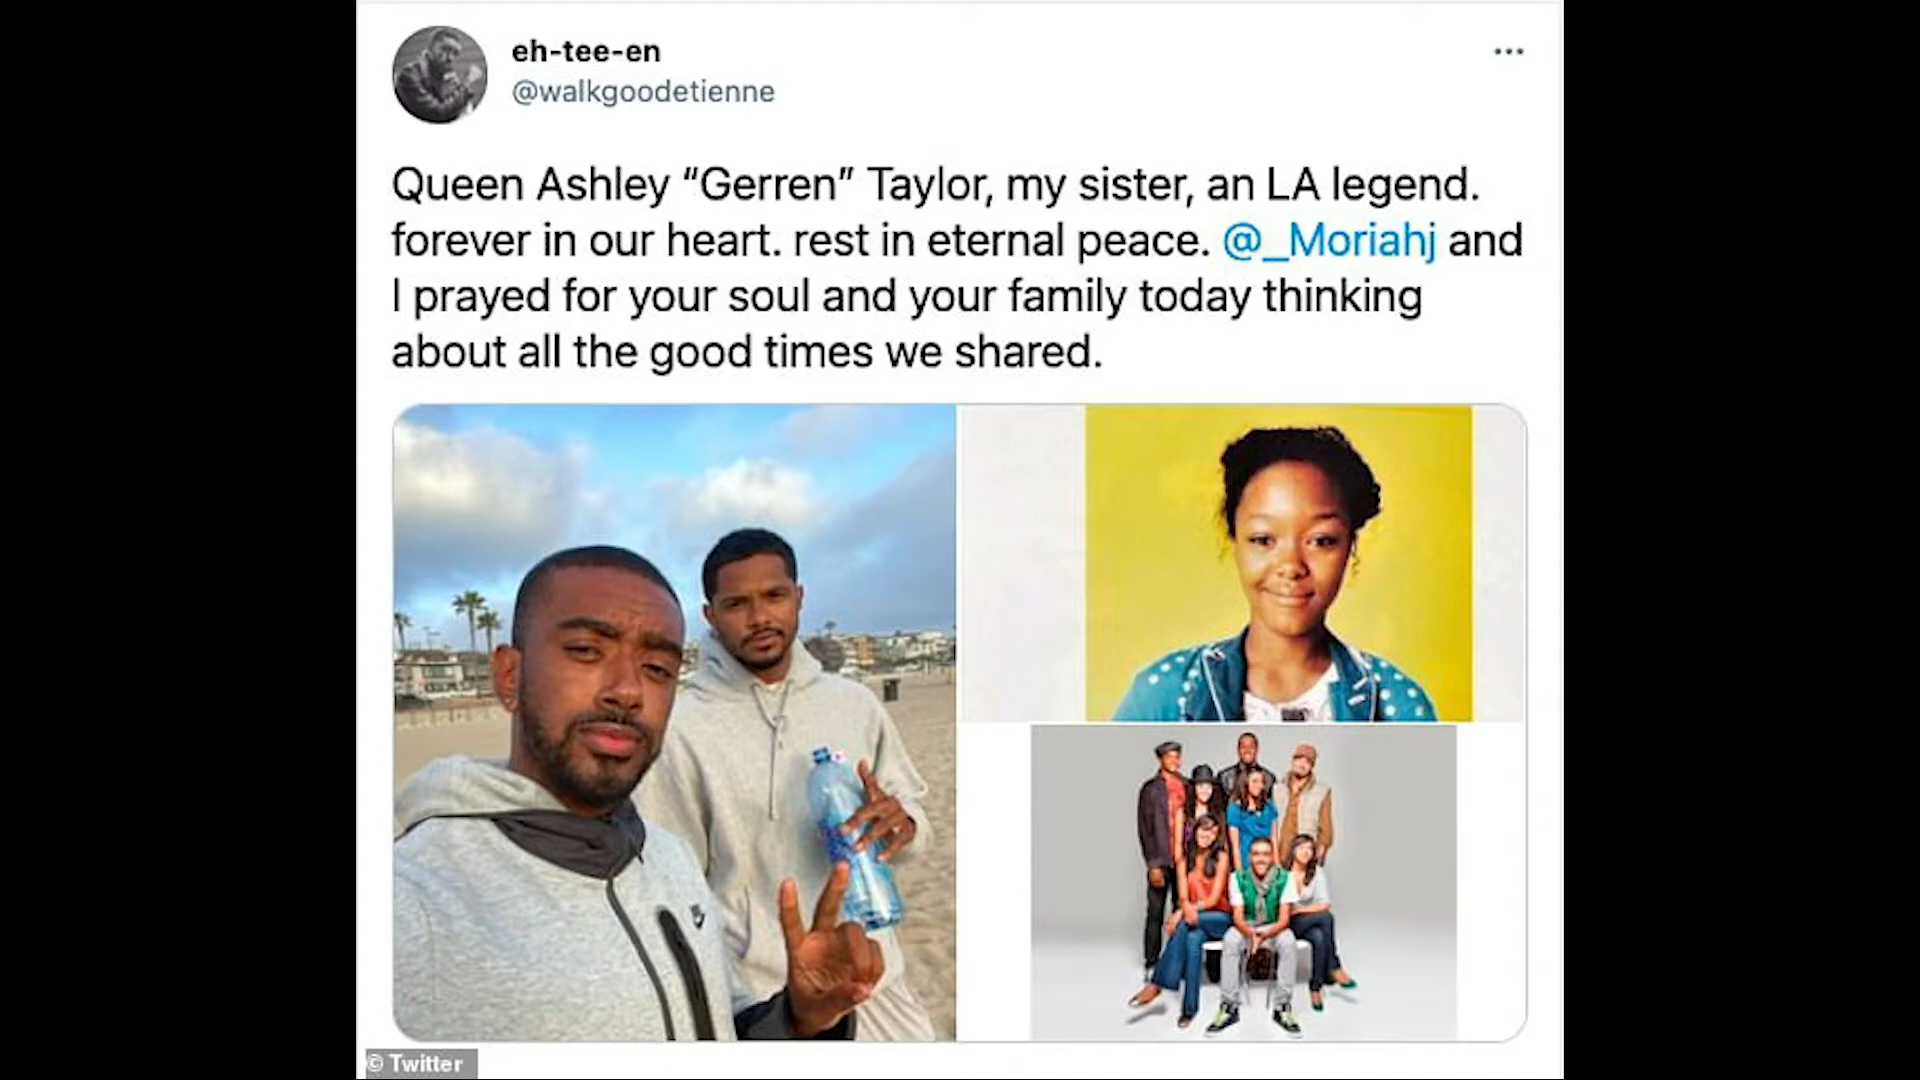 eh-tee-en
@walkgoodetienne
Queen Ashley “Gerren” Taylor, my sister, an LA legend.
forever in our heart. rest in eternal peace. @_Moriahj and
I prayed for your soul and your family today thinking
about all the good times we shared.
© Twitter